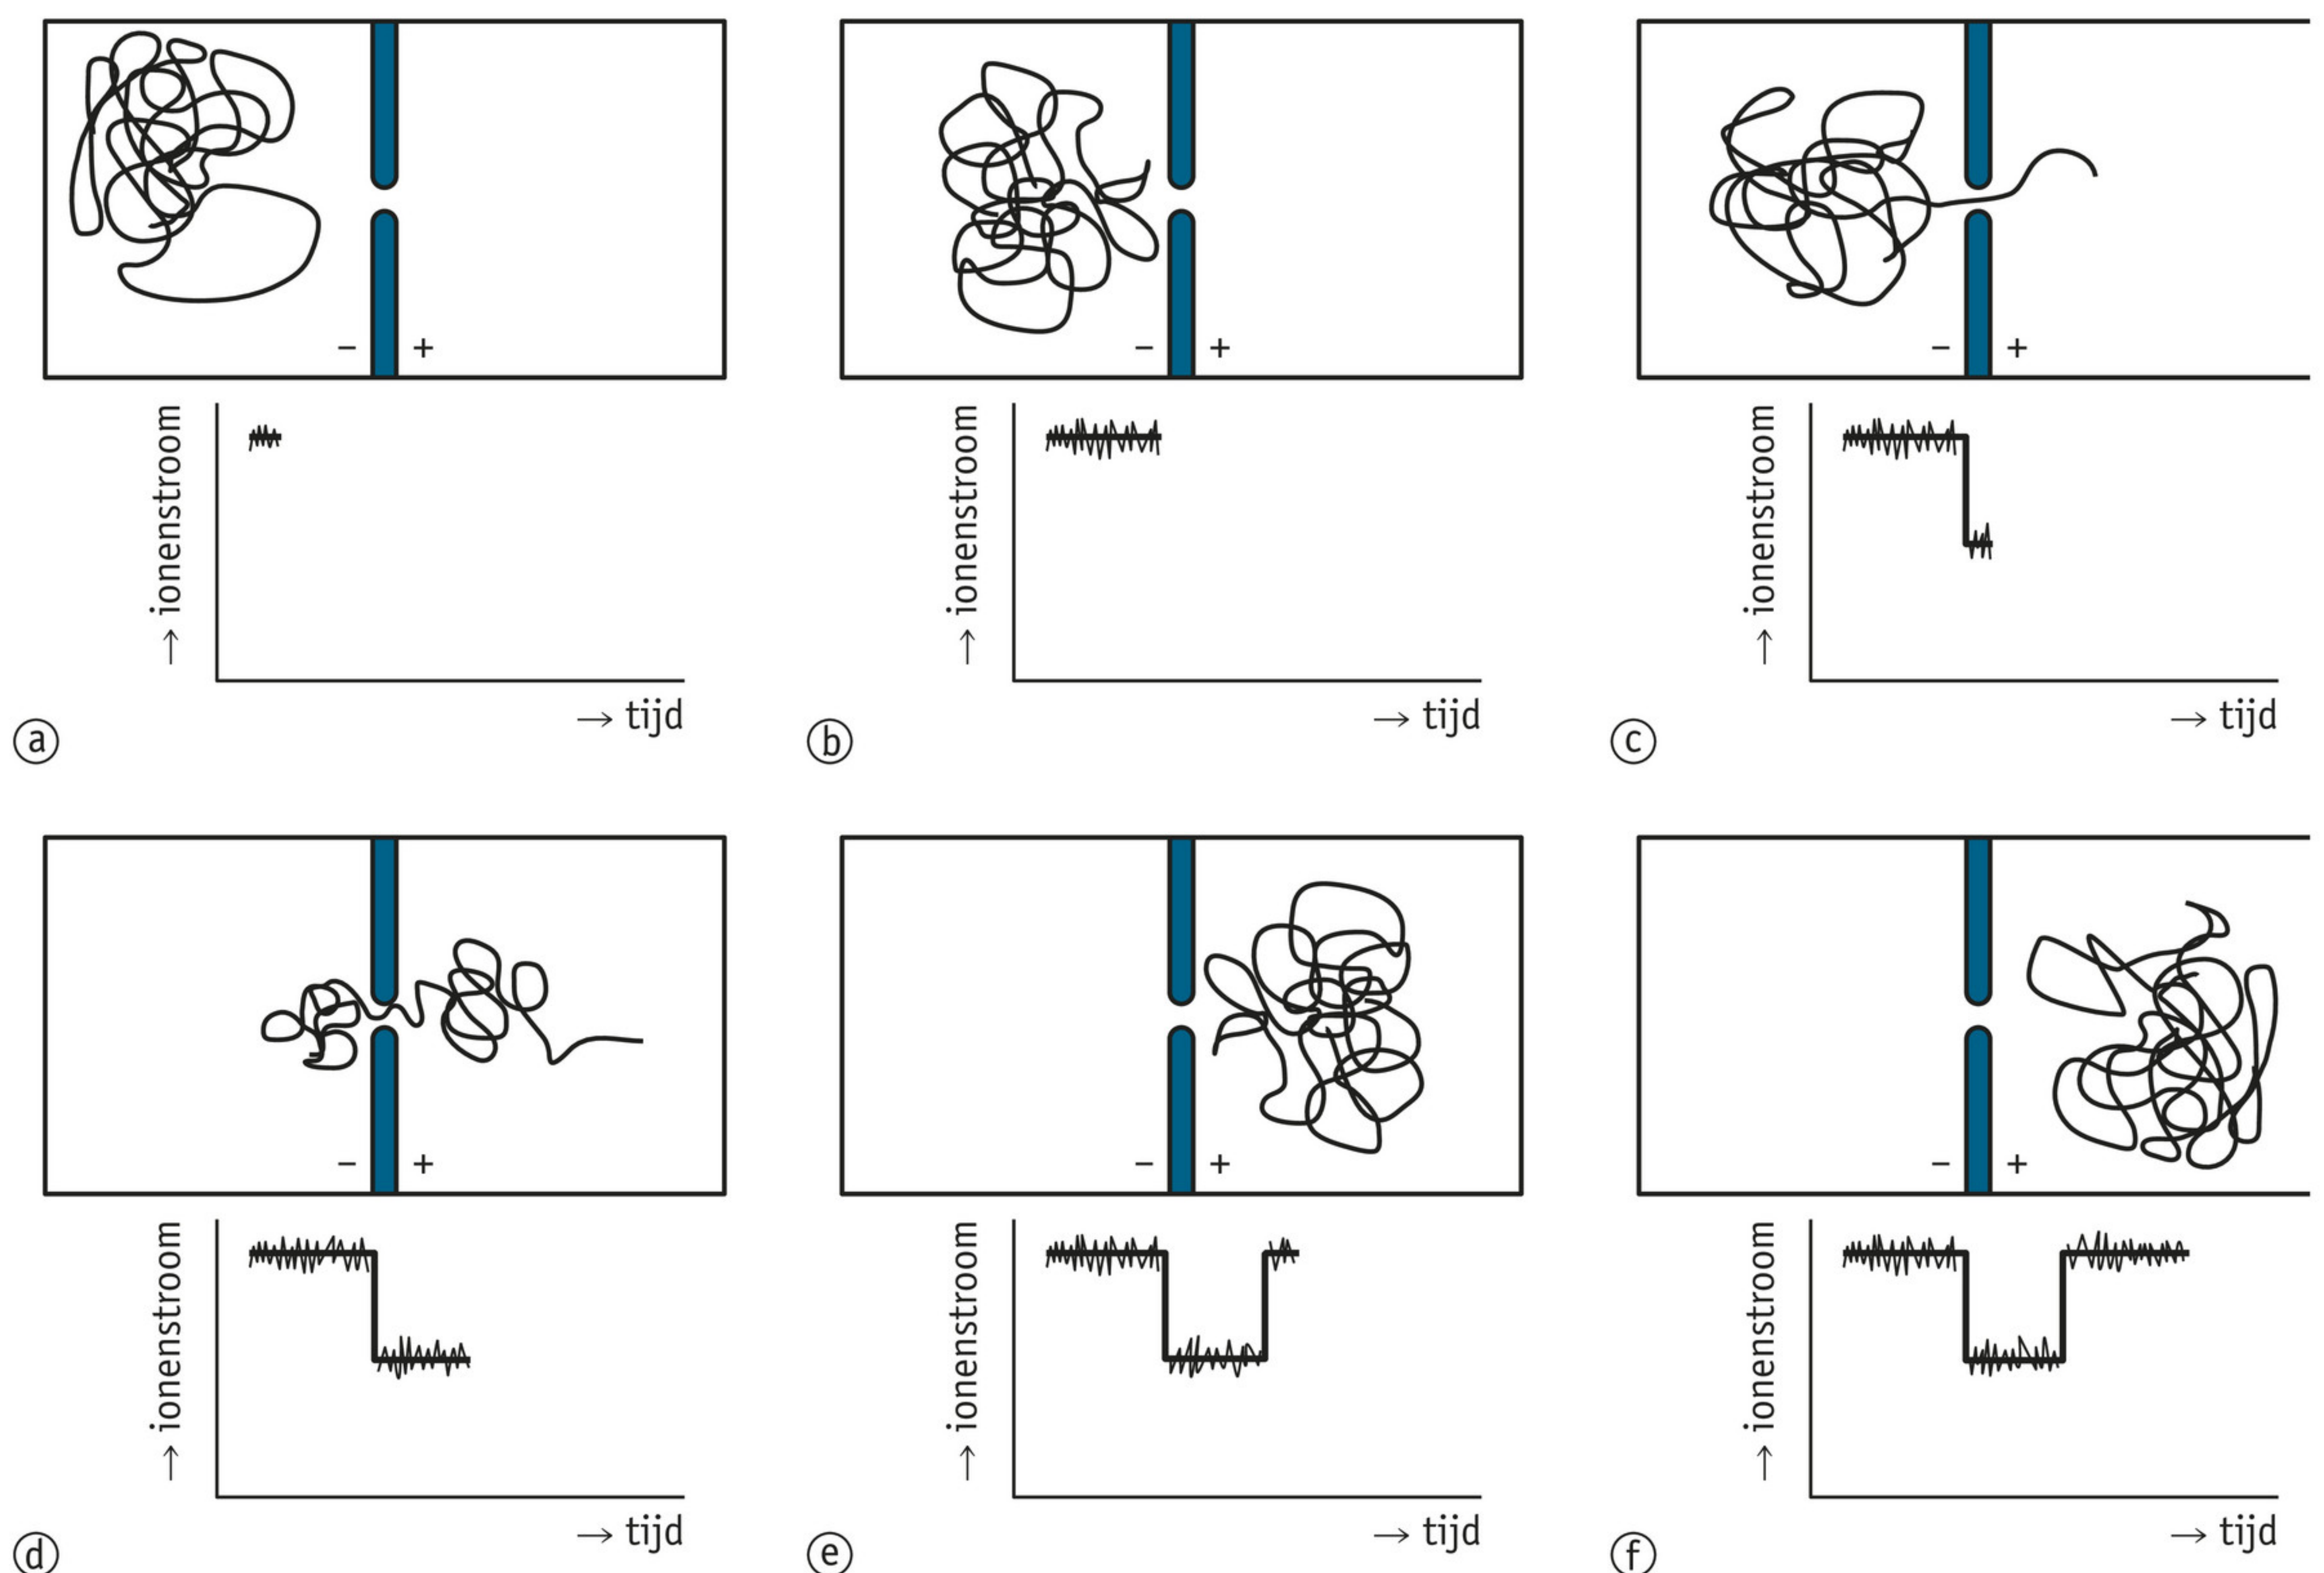 − +
→ ionenstroom
→ tijd
a
− +
→ ionenstroom
→ tijd
b
− +
→ ionenstroom
→ tijd
c
− +
→ ionenstroom
→ tijd
d
− +
→ ionenstroom
→ tijd
e
− +
→ ionenstroom
→ tijd
f